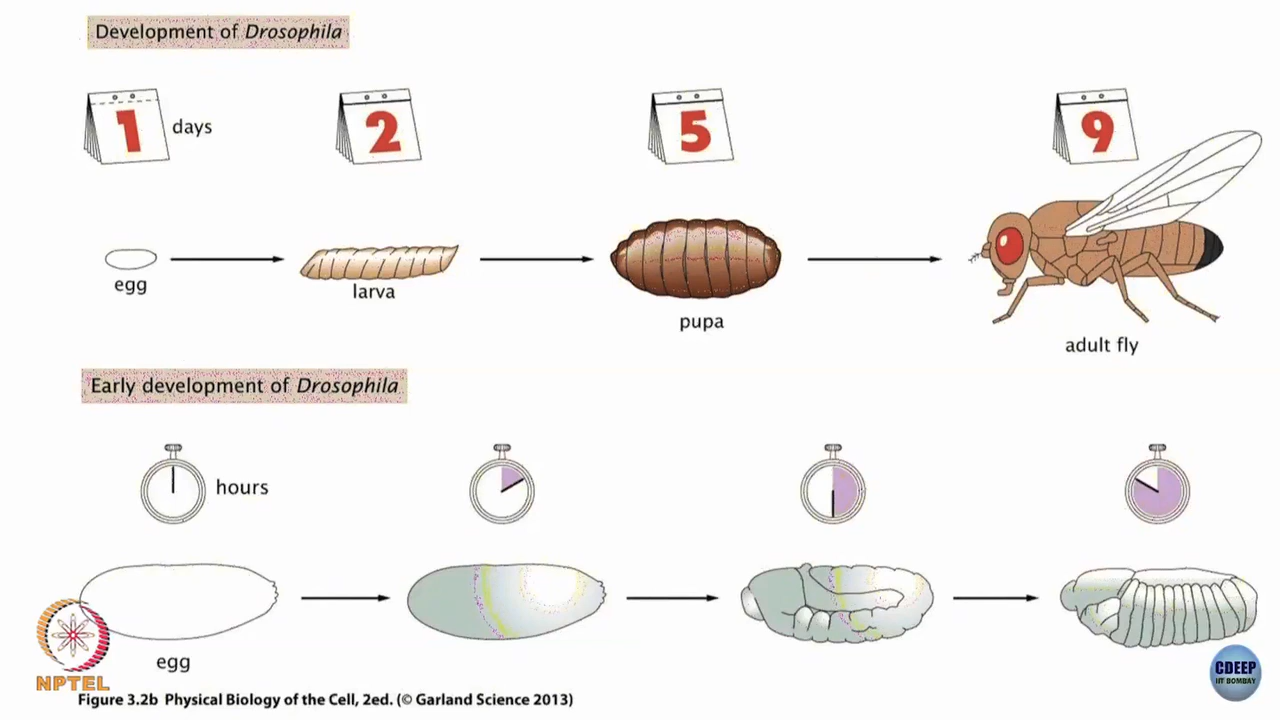 Development of Drosophila
1 days 2 5 9
egg
larva
pupa
adult fly
Early development of Drosophila
hours
egg
NPTEL
CDEEP
IIT BOMBAY
Figure 3.2b Physical Biology of the Cell, 2ed. (© Garland Science 2013)